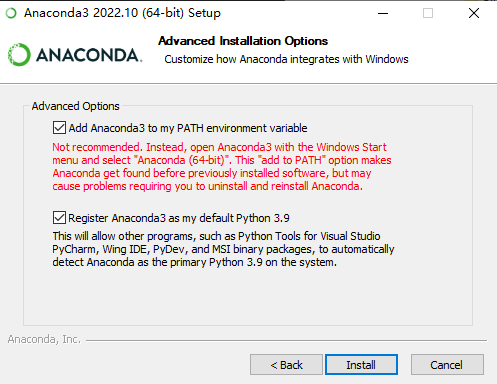 Anaconda3 2022.10 (64-bit) Setup
Advanced Installation Options
Customize how Anaconda integrates with Windows
ANACONDA.
Advanced Options
Add Anaconda3 to my PATH environment variable
Not recommended. Instead, open Anaconda3 with the Windows Start
menu and select "Anaconda (64-bit)". This "add to PATH" option makes
Anaconda get found before previously installed software, but may
cause problems requiring you to uninstall and reinstall Anaconda.
Register Anaconda3 as my default Python 3.9
This will allow other programs, such as Python Tools for Visual Studio
PyCharm, Wing IDE, PyDev, and MSI binary packages, to automatically
detect Anaconda as the primary Python 3.9 on the system.
Anaconda, Inc.
< Back
Install
Cancel